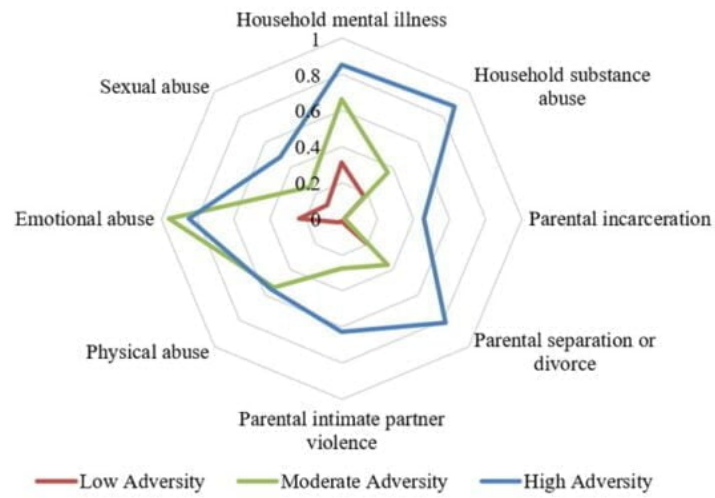 Household mental illness
1
0.8
0.6
0.4
0.2
0
Household substance
abuse
Parental incarceration
Parental separation or
divorce
Parental intimate partner
violence
Physical abuse
Emotional abuse
Sexual abuse
Low Adversity
Moderate Adversity
High Adversity